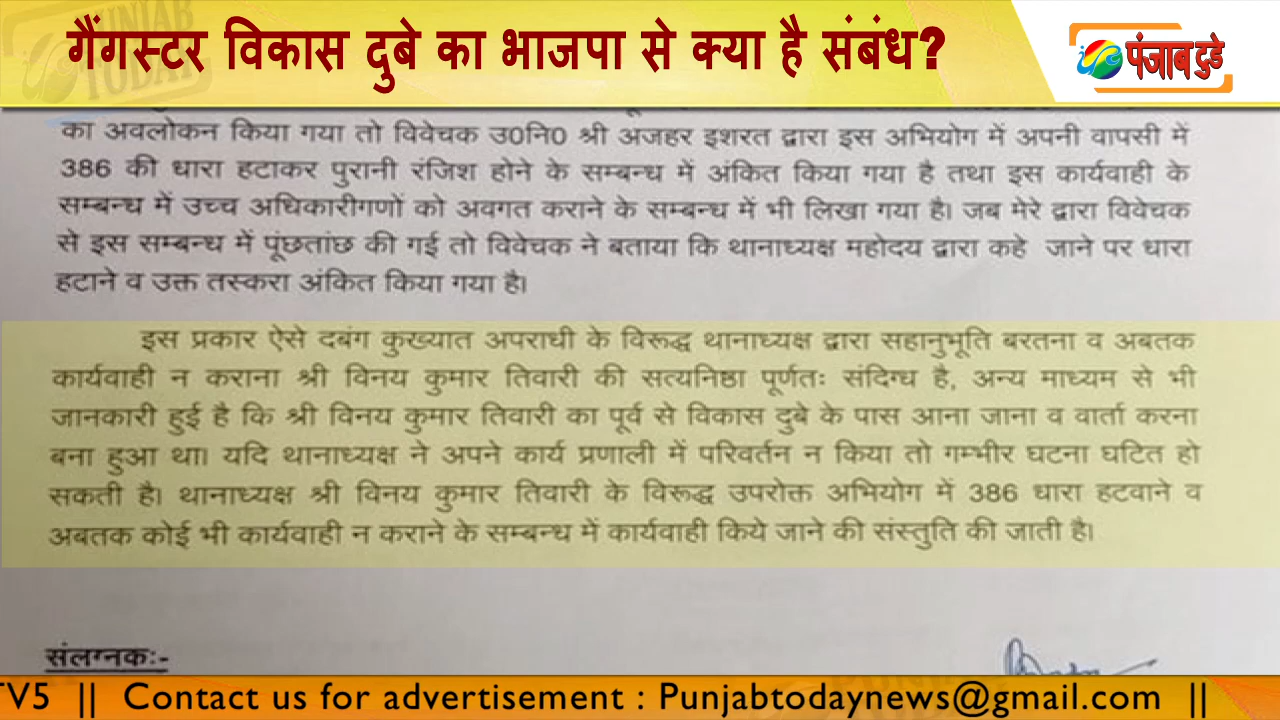 गैंगस्टर विकास दुबे का भाजपा से क्या है संबंध?
पंजाब टुडे
PUNJAB
TODAY
का अवलोकन किया गया तो विवेचक उ0नि0 श्री अजहर इशरत द्वारा इस अभियोग में अपनी वापसी में
386 की धारा हटाकर पुरानी रंजिश होने के सम्बन्ध में अंकित किया गया है तथा इस कार्यवाही के
सम्बन्ध में उच्च अधिकारीगणों को अवगत कराने के सम्बन्ध में भी लिखा गया है। जब मेरे द्वारा विवेचक
से इस सम्बन्ध में पूंछतांछ की गई तो विवेचक ने बताया कि थानाध्यक्ष महोदय द्वारा कहे जाने पर धारा
हटाने व उक्त तस्करा अंकित किया गया है।
इस प्रकार ऐसे दबंग कुख्यात अपराधी के विरूद्ध थानाध्यक्ष द्वारा सहानुभूति बरतना व अबतक
कार्यवाही न कराना श्री विनय कुमार तिवारी की सत्यनिष्ठा पूर्णतः संदिग्ध है, अन्य माध्यम से भी
जानकारी हुई है कि श्री विनय कुमार तिवारी का पूर्व से विकास दुबे के पास आना जाना व वार्ता करना
बना हुआ था। यदि थानाध्यक्ष ने अपने कार्य प्रणाली में परिवर्तन न किया तो गम्भीर घटना घटित हो
सकती है। थानाध्यक्ष श्री विनय कुमार तिवारी के विरूद्ध उपरोक्त अभियोग में 386 धारा हटवाने व
अबतक कोई भी कार्यवाही न कराने के सम्बन्ध में कार्यवाही किये जाने की संस्तुति की जाती है।
संलग्नकः-
TV5 || Contact us for advertisement : Punjabtodaynews@gmail.com ||